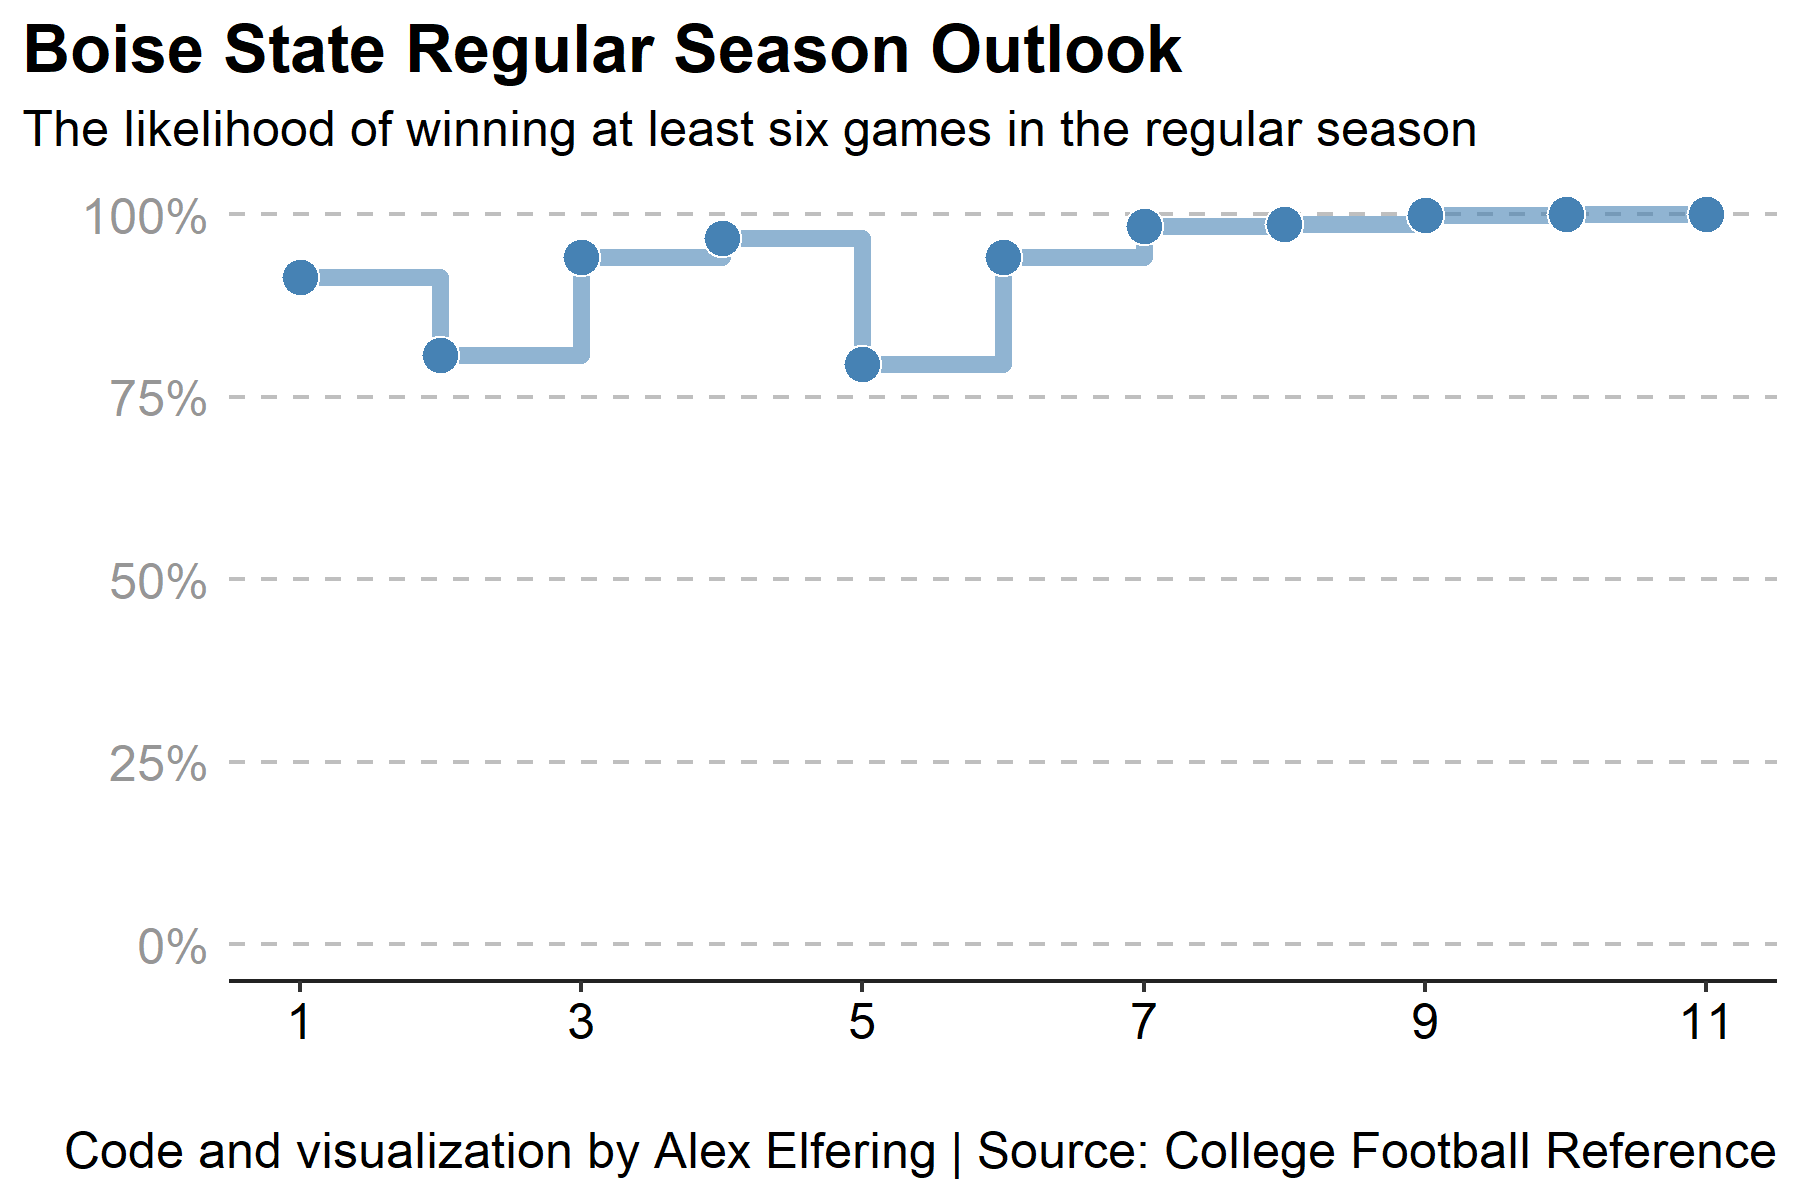 Boise State Regular Season Outlook
The likelihood of winning at least six games in the regular season
100%
75%
50%
25%
0%
1 3 5 7 9 11
Code and visualization by Alex Elfering | Source: College Football Reference